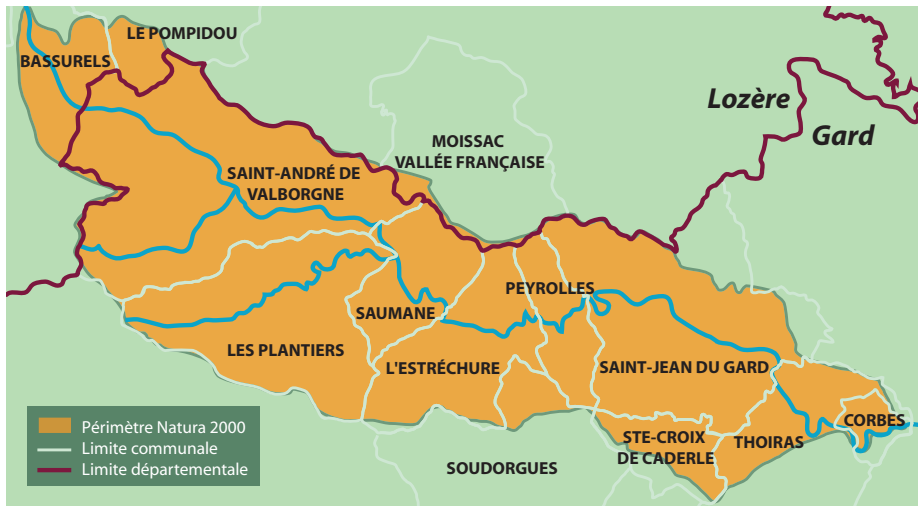 LE POMPIDOU
BASSURELS
Lozère
Gard
MOISSAC
VALLÉE FRANÇAISE
SAINT-ANDRÉ DE
VALBORGNE
PEYROLLES
SAUMANE
LES PLANTIERS
L'ESTRÉCHURE
SAINT-JEAN DU GARD
CORBES
STE-CROIX
DE CADERLE
THOIRAS
SOUDORGUES
Périmètre Natura 2000
Limite communale
Limite départementale